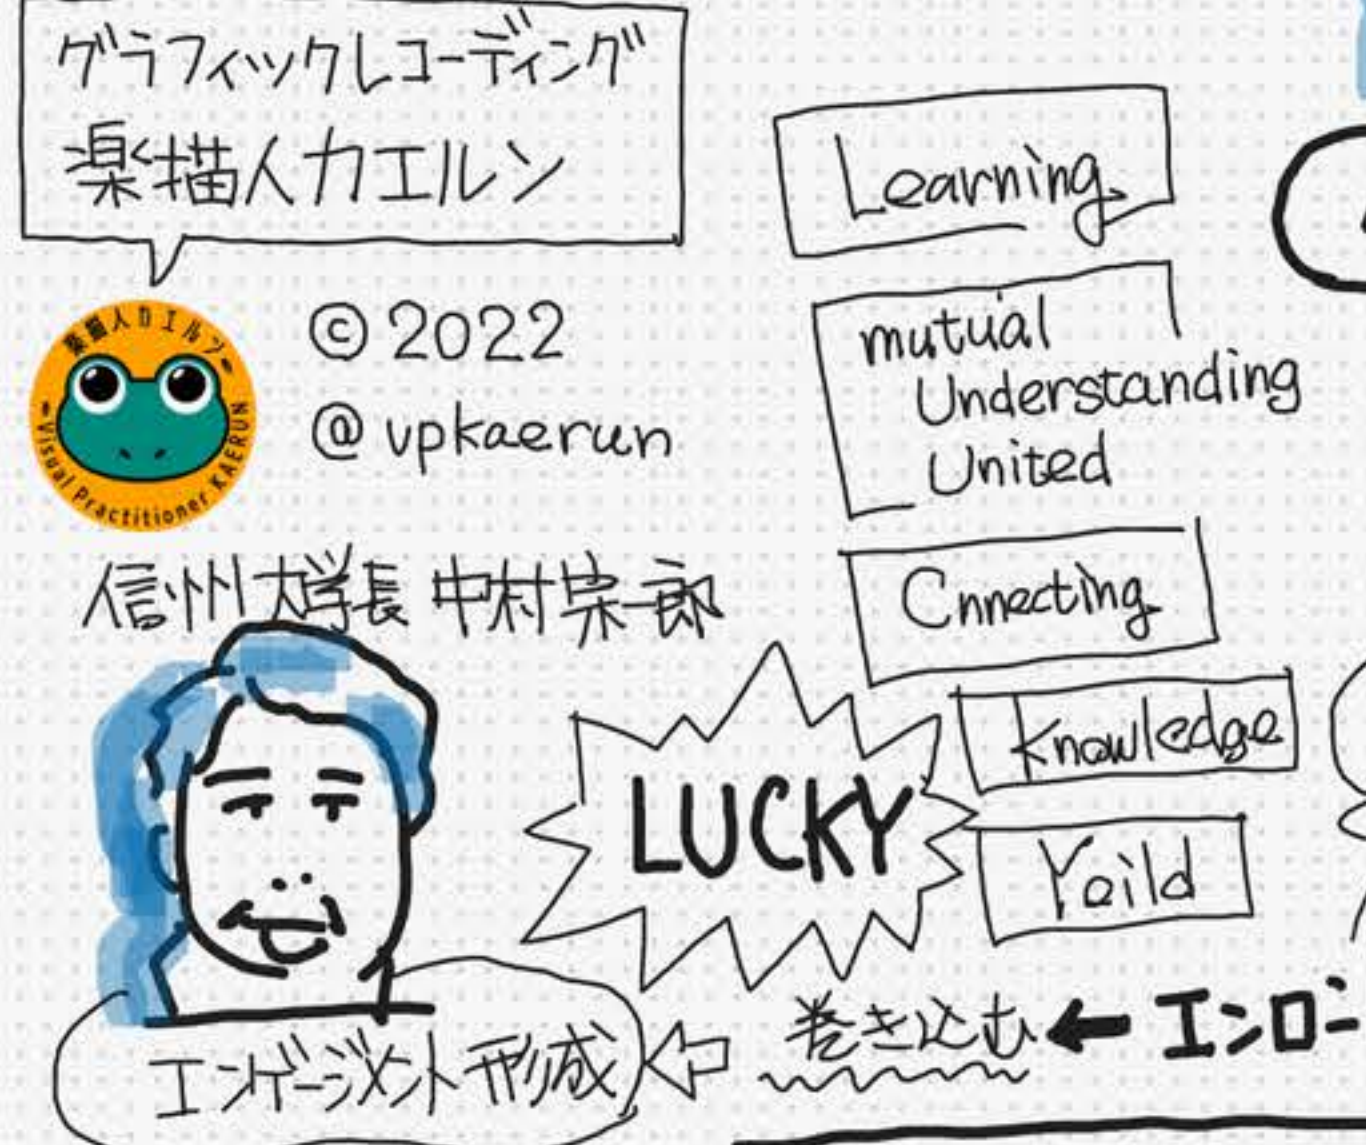 グラフィックレコーディング
楽描人カエルン
楽描人カエルン
Visual Practitioner KAERUN
© 2022
@vpkaerun
信州大学長 中村宗一郎
Learning
mutual
Understanding
United
Cnnecting
Knowledge
Yeild
LUCKY
エンゲージメント形成
巻き込む
エンロー